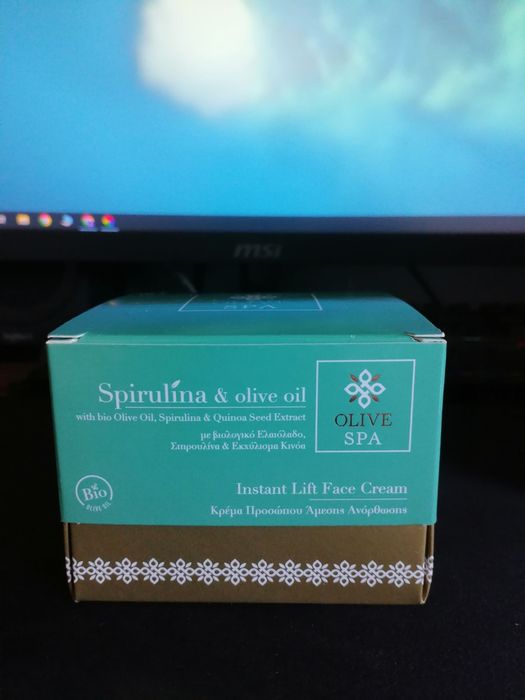 msi
SPA
Spirulina & olive oil
with bio Olive Oil, Spirulina & Quinoa Seed Extract
με βιολογικό Ελαιόλαδο,
Σπιρουλίνα & Εκχύλισμα Κινόα
OLIVE
SPA
Bio
OLIVE OIL
Instant Lift Face Cream
Κρέμα Προσώπου Άμεσης Ανόρθωσης